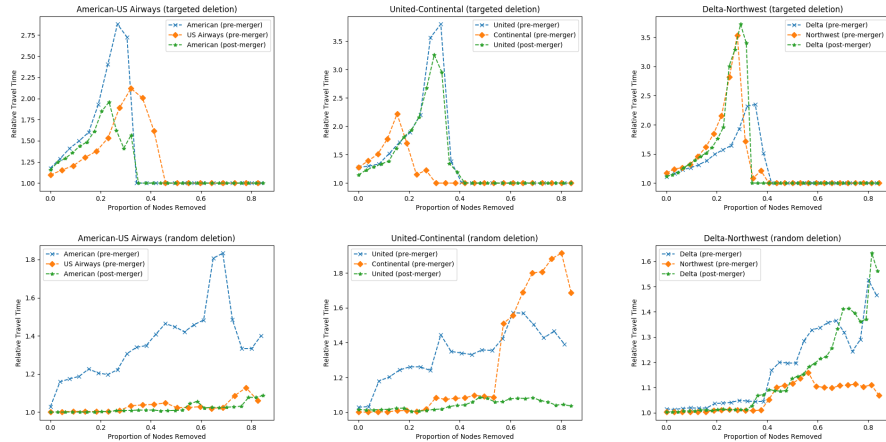 American-US Airways (targeted deletion)
American (pre-merger)
US Airways (pre-merger)
American (post-merger)
Relative Travel Time
2.75
2.50
2.25
2.00
1.75
1.50
1.25
1.00
0.0 0.2 0.4 0.6 0.8
Proportion of Nodes Removed
United-Continental (targeted deletion)
United (pre-merger)
Continental (pre-merger)
United (post-merger)
Relative Travel Time
3.5
3.0
2.5
2.0
1.5
1.0
0.0 0.2 0.4 0.6 0.8
Proportion of Nodes Removed
Delta-Northwest (targeted deletion)
Delta (pre-merger)
Northwest (pre-merger)
Delta (post-merger)
Relative Travel Time
3.5
3.0
2.5
2.0
1.5
1.0
0.0 0.2 0.4 0.6 0.8
Proportion of Nodes Removed
American-US Airways (random deletion)
American (pre-merger)
US Airways (pre-merger)
American (post-merger)
Relative Travel Time
1.8
1.6
1.4
1.2
1.0
0.0 0.2 0.4 0.6 0.8
Proportion of Nodes Removed
United-Continental (random deletion)
United (pre-merger)
Continental (pre-merger)
United (post-merger)
Relative Travel Time
1.8
1.6
1.4
1.2
1.0
0.0 0.2 0.4 0.6 0.8
Proportion of Nodes Removed
Delta-Northwest (random deletion)
Delta (pre-merger)
Northwest (pre-merger)
Delta (post-merger)
Relative Travel Time
1.6
1.5
1.4
1.3
1.2
1.1
1.0
0.0 0.2 0.4 0.6 0.8
Proportion of Nodes Removed